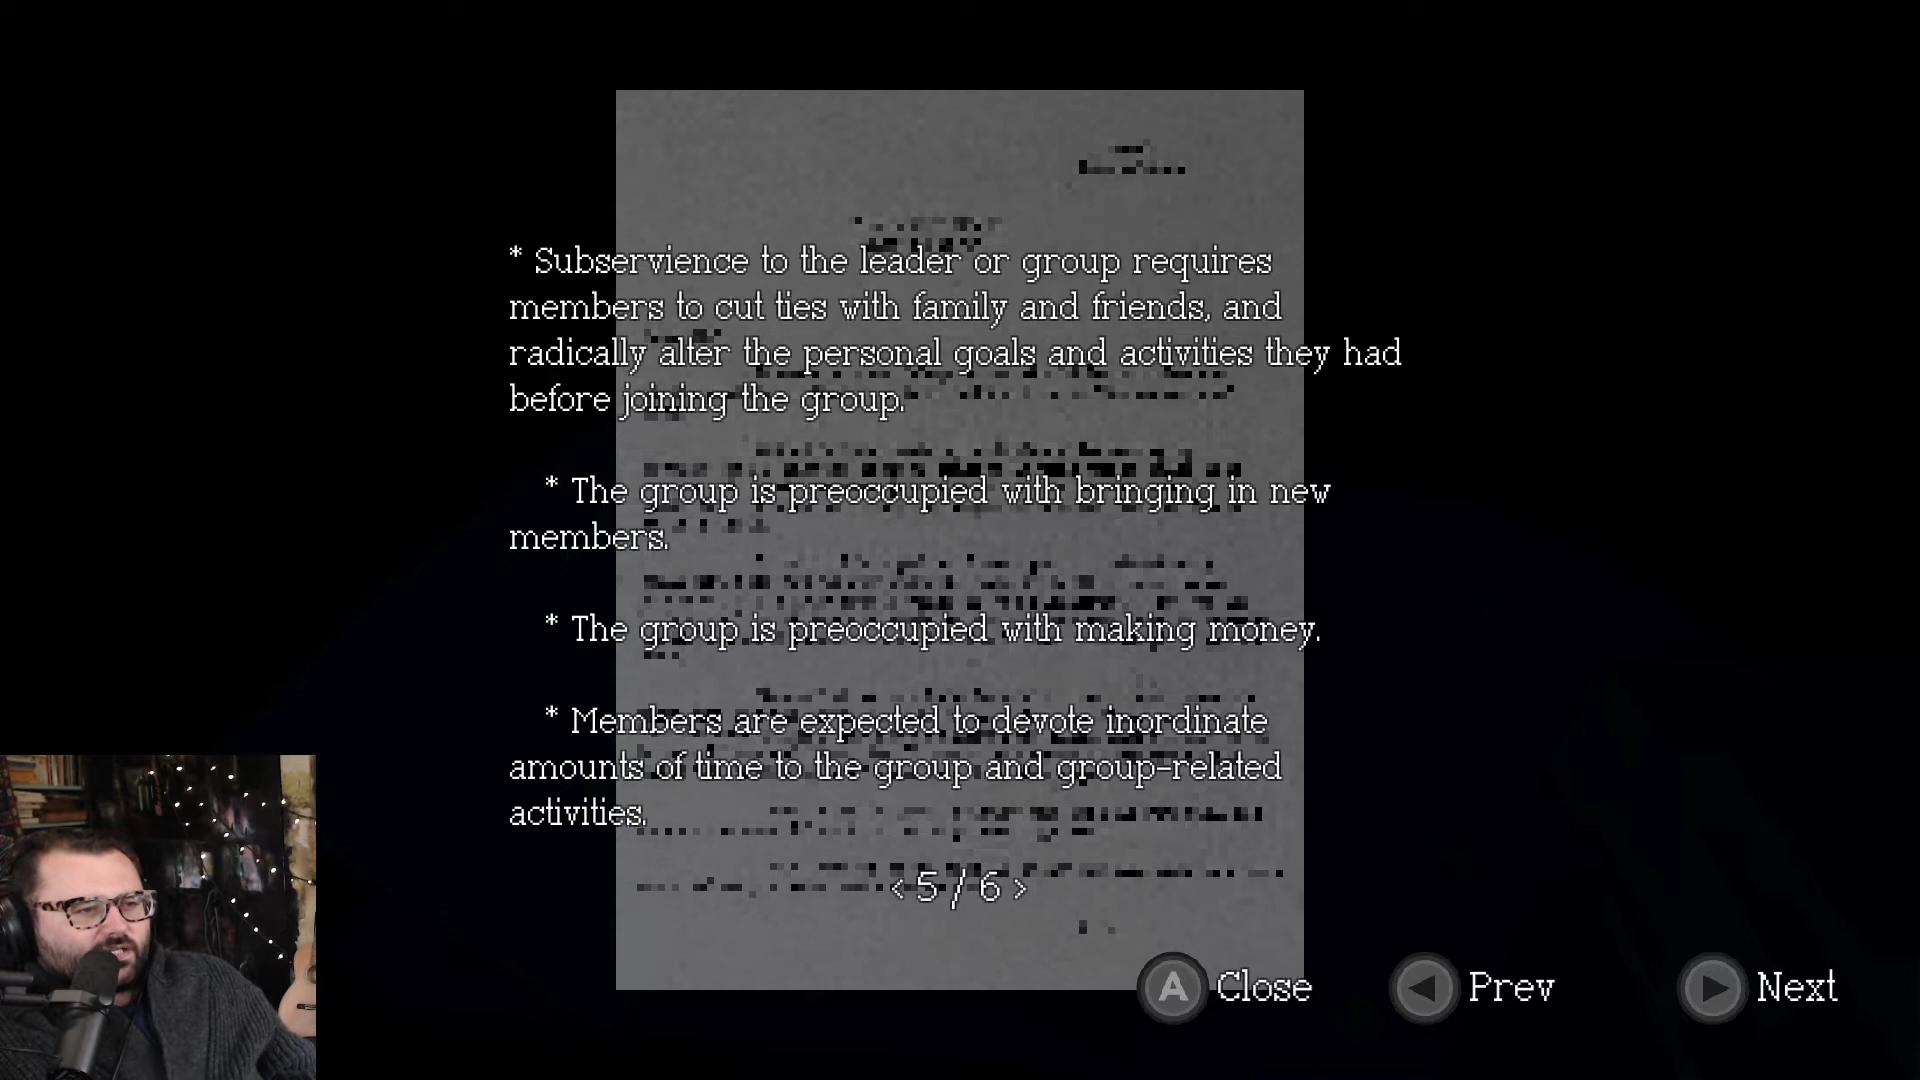 * Subservience to the leader or group requires
members to cut ties with family and friends, and
radically alter the personal goals and activities they had
before joining the group.
* The group is preoccupied with bringing in new
members.
* The group is preoccupied with making money.
* Members are expected to devote inordinate
amounts of time to the group and group-related
activities.
< 5 / 6 >
A Close
Prev
Next